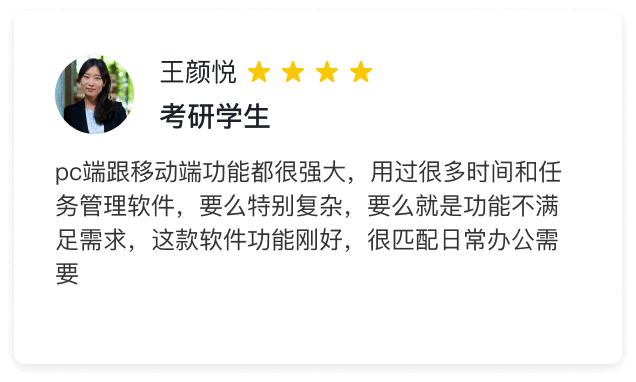 王颜悦
考研学生
pc端跟移动端功能都很强大，用过很多时间和任
务管理软件，要么特别复杂，要么就是功能不满
足需求，这款软件功能刚好，很匹配日常办公需
要